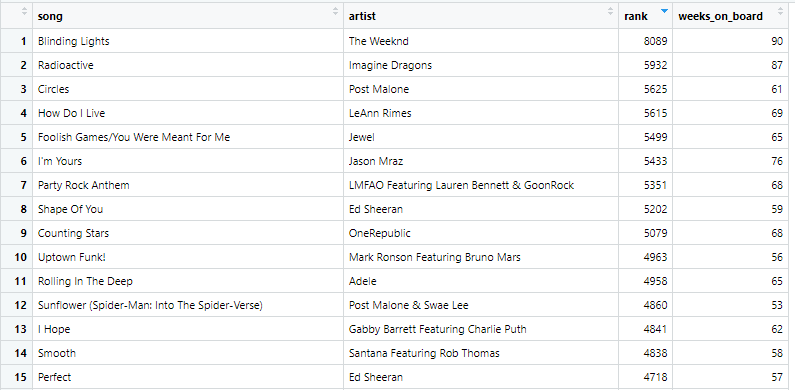 song artist rank weeks_on_board
1 Blinding Lights The Weeknd 8089 90
2 Radioactive Imagine Dragons 5932 87
3 Circles Post Malone 5625 61
4 How Do I Live LeAnn Rimes 5615 69
5 Foolish Games/You Were Meant For Me Jewel 5499 65
6 I'm Yours Jason Mraz 5433 76
7 Party Rock Anthem LMFAO Featuring Lauren Bennett & GoonRock 5351 68
8 Shape Of You Ed Sheeran 5202 59
9 Counting Stars OneRepublic 5079 68
10 Uptown Funk! Mark Ronson Featuring Bruno Mars 4963 56
11 Rolling In The Deep Adele 4958 65
12 Sunflower (Spider-Man: Into The Spider-Verse) Post Malone & Swae Lee 4860 53
13 I Hope Gabby Barrett Featuring Charlie Puth 4841 62
14 Smooth Santana Featuring Rob Thomas 4838 58
15 Perfect Ed Sheeran 4718 57